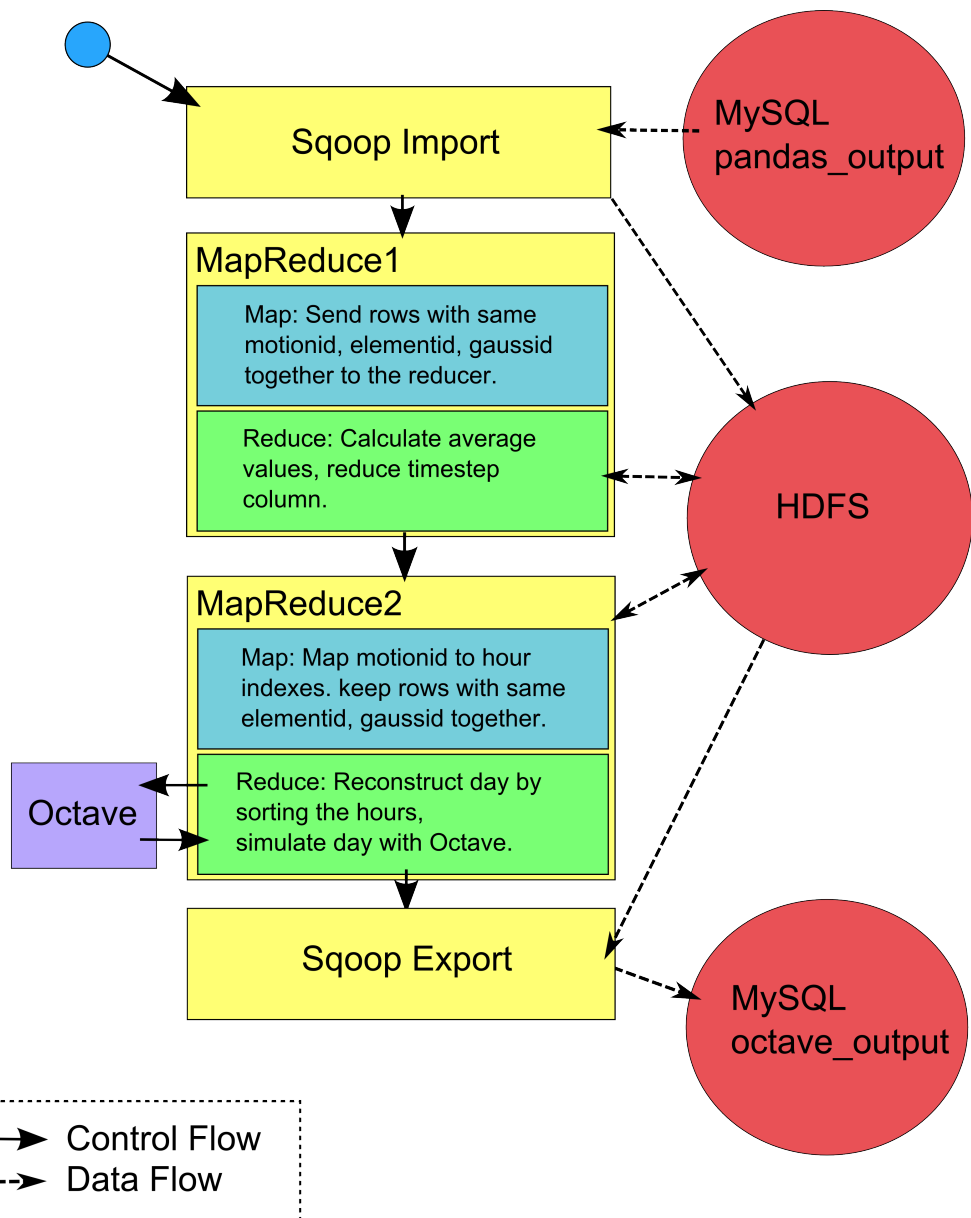 Sqoop Import
MySQL
pandas_output
MapReduce1
Map: Send rows with same
motionid, elementid, gaussid
together to the reducer.
Reduce: Calculate average
values, reduce timestep
column.
HDFS
MapReduce2
Map: Map motionid to hour
indexes. keep rows with same
elementid, gaussid together.
Octave
Reduce: Reconstruct day by
sorting the hours,
simulate day with Octave.
Sqoop Export
MySQL
octave_output
Control Flow
Data Flow